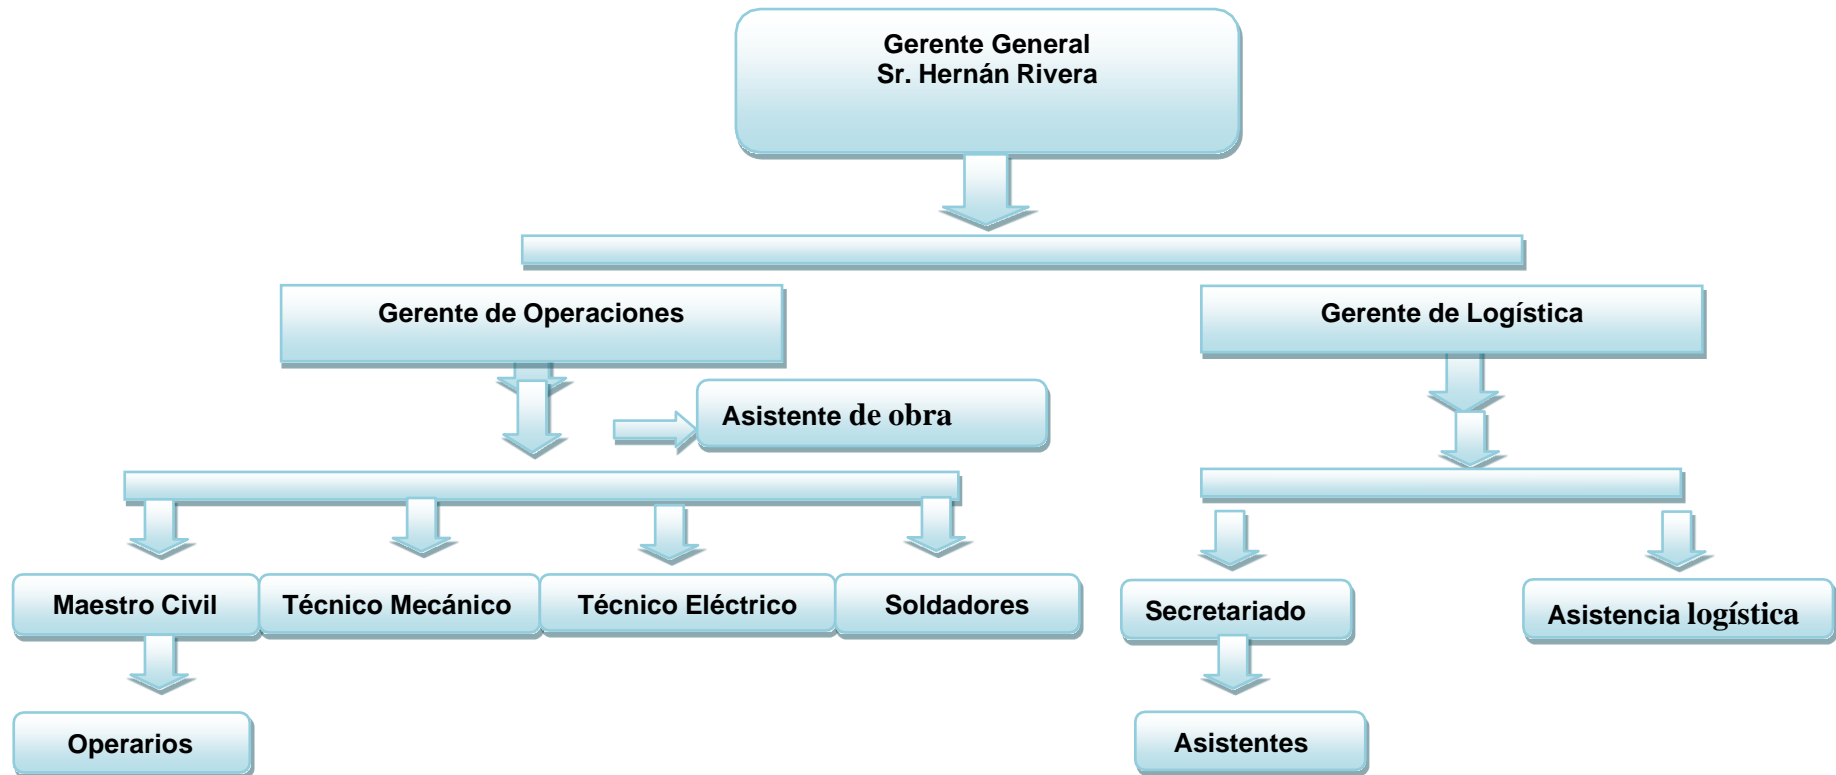 Gerente General
Sr. Hernán Rivera
Gerente de Operaciones
Gerente de Logística
Asistente de obra
Maestro Civil
Técnico Mecánico
Técnico Eléctrico
Soldadores
Secretariado
Asistencia logística
Operarios
Asistentes